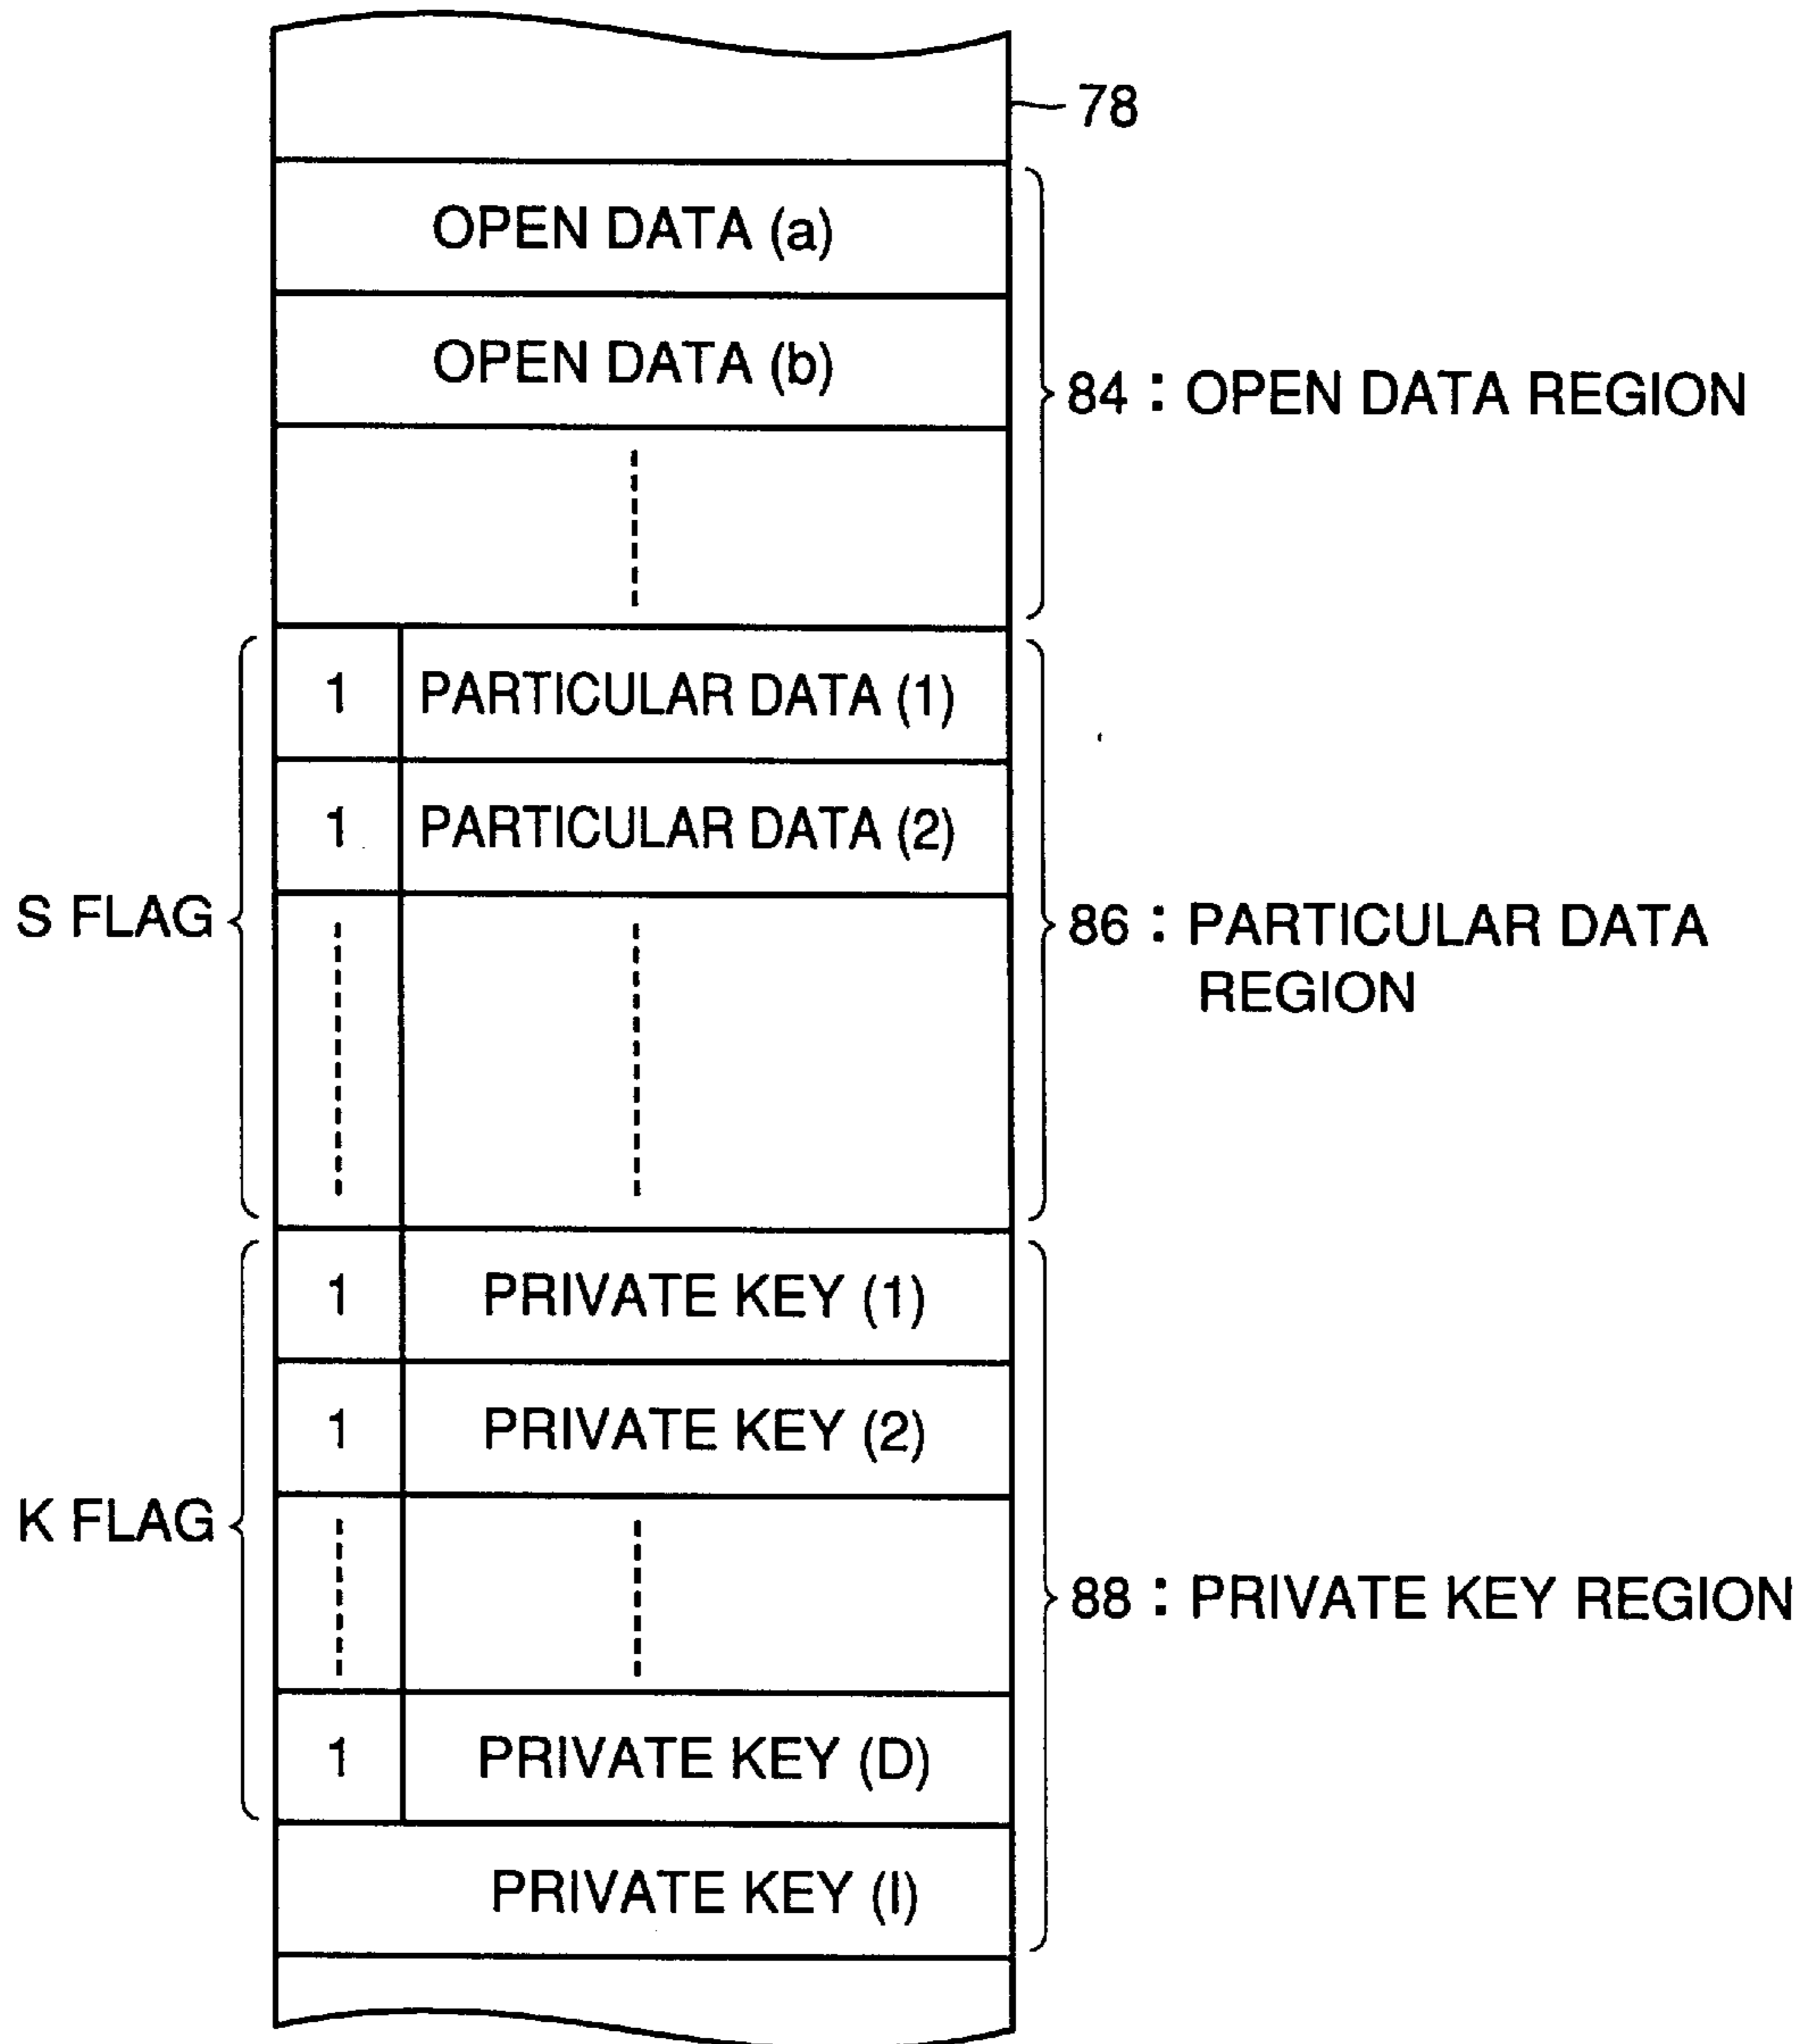 78
OPEN DATA (a)
OPEN DATA (b)
84 : OPEN DATA REGION
1 PARTICULAR DATA (1)
1 PARTICULAR DATA (2)
S FLAG
86 : PARTICULAR DATA
REGION
1 PRIVATE KEY (1)
1 PRIVATE KEY (2)
K FLAG
88 : PRIVATE KEY REGION
1 PRIVATE KEY (D)
PRIVATE KEY (I)